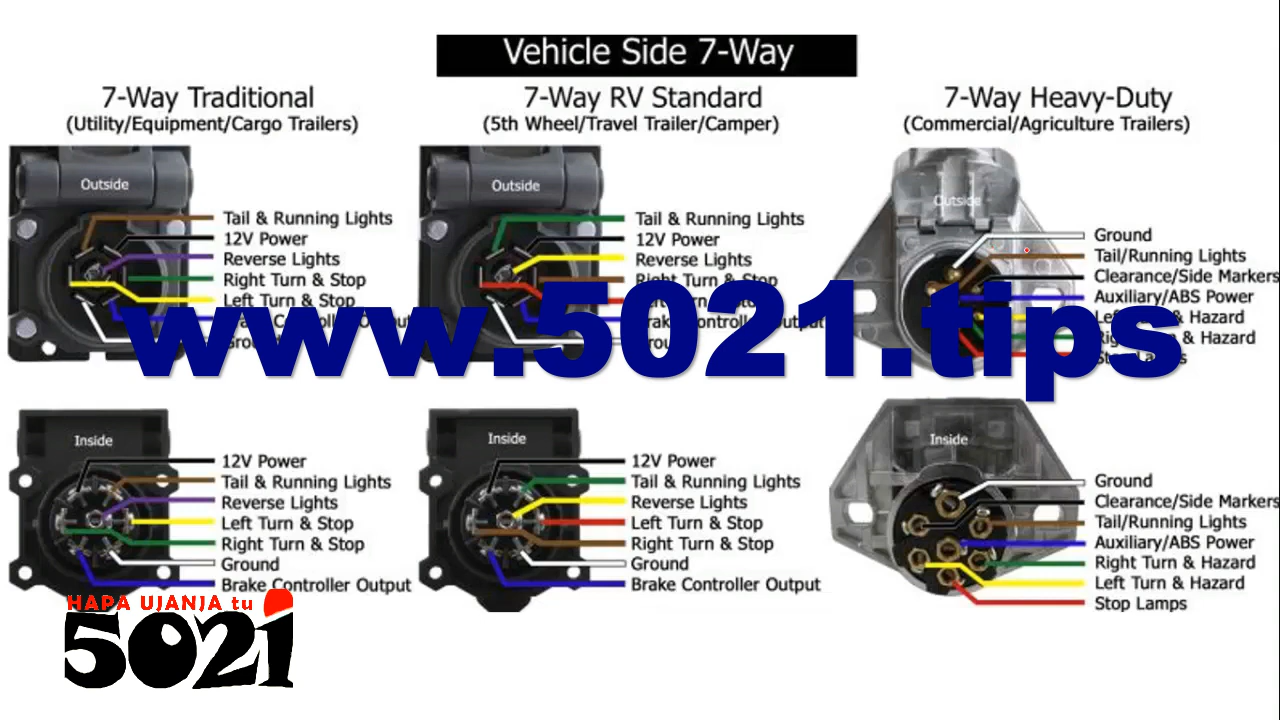 Vehicle Side 7-Way
7-Way Traditional
(Utility/Equipment/Cargo Trailers)
Outside
Tail & Running Lights
12V Power
Reverse Lights
Right Turn & Stop
Left Turn & Stop
7-Way RV Standard
(5th Wheel/Travel Trailer/Camper)
Outside
Tail & Running Lights
12V Power
Reverse Lights
Right Turn & Stop
7-Way Heavy-Duty
(Commercial/Agriculture Trailers)
Outside
Ground
Tail/Running Lights
Clearance/Side Markers
Auxiliary/ABS Power
& Hazard
& Hazard
www.5021.tips
Inside
12V Power
Tail & Running Lights
Reverse Lights
Left Turn & Stop
Right Turn & Stop
Ground
Brake Controller Output
Inside
12V Power
Tail & Running Lights
Reverse Lights
Left Turn & Stop
Right Turn & Stop
Ground
Brake Controller Output
Inside
Ground
Clearance/Side Markers
Tail/Running Lights
Auxiliary/ABS Power
Right Turn & Hazard
Left Turn & Hazard
Stop Lamps
HAPA UJANJA tu
5021